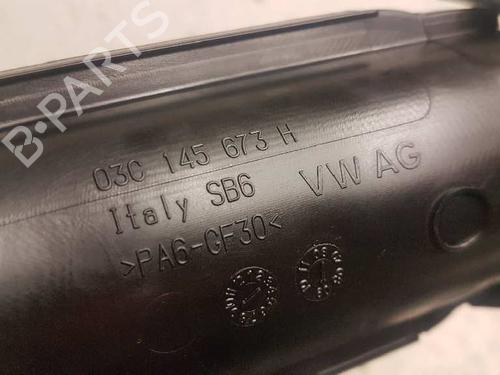 B-PARTS
03C 145 673 H
Italy SB6 VW AG
>PA6-GF30<